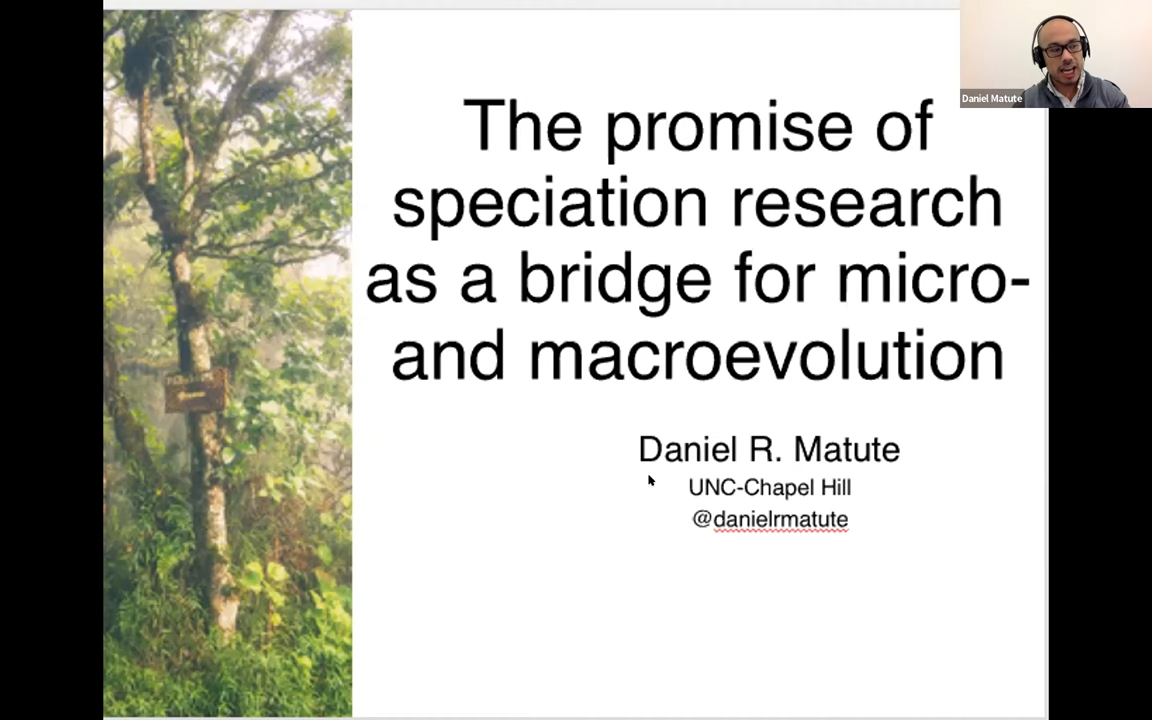 The promise of
speciation research
as a bridge for micro-
and macroevolution
Daniel R. Matute
UNC-Chapel Hill
@danielrmatute
Daniel Matute